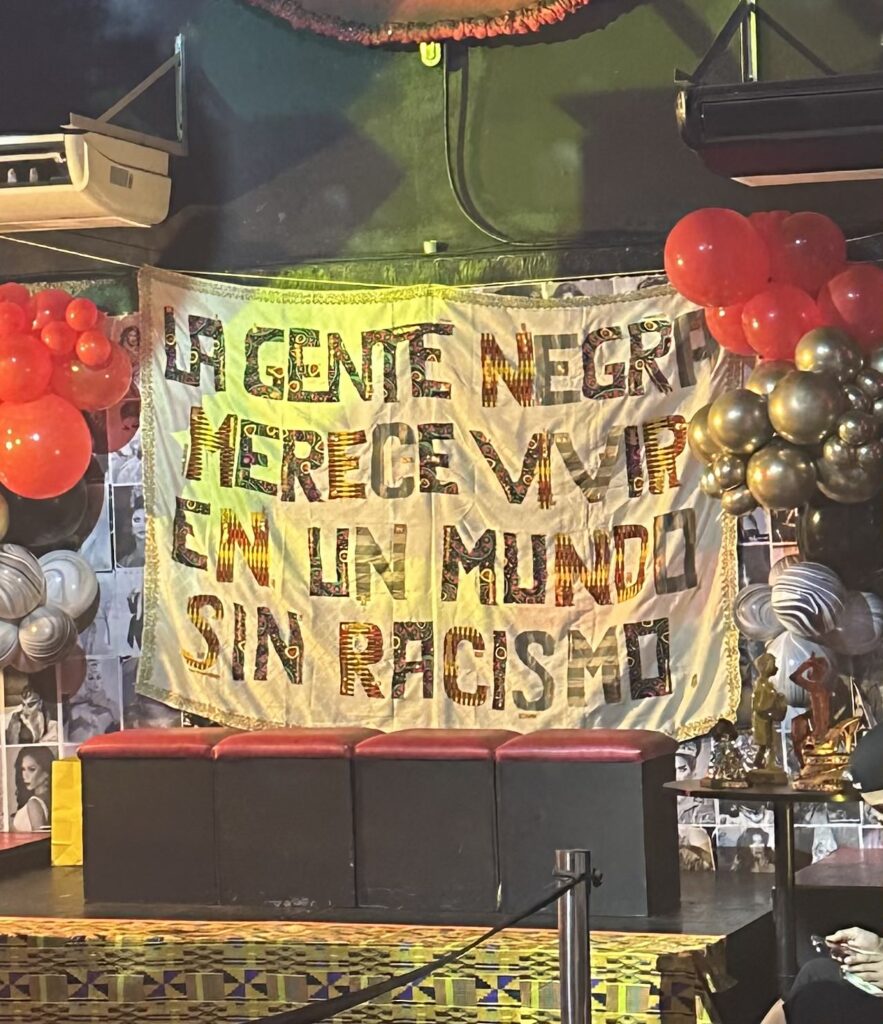 LA GENTE NEGRA
MERECE VIVIR
EN UN MUNDO
SIN RACISMO